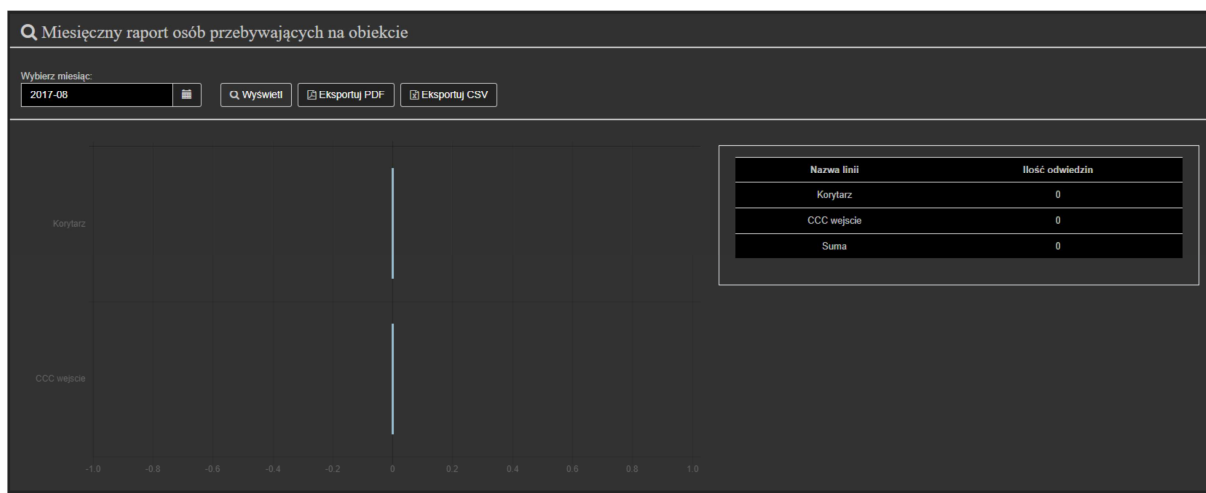 Miesięczny raport osób przebywających na obiekcie
Wybierz miesiąc:
2017-08
Wyświetl
Eksportuj PDF
Eksportuj CSV
Korytarz
CCC wejscie
-1.0 -0.8 -0.6 -0.4 -0.2 0 0.2 0.4 0.6 0.8 1.0
Nazwa linii Ilość odwiedzin
Korytarz 0
CCC wejscie 0
Suma 0